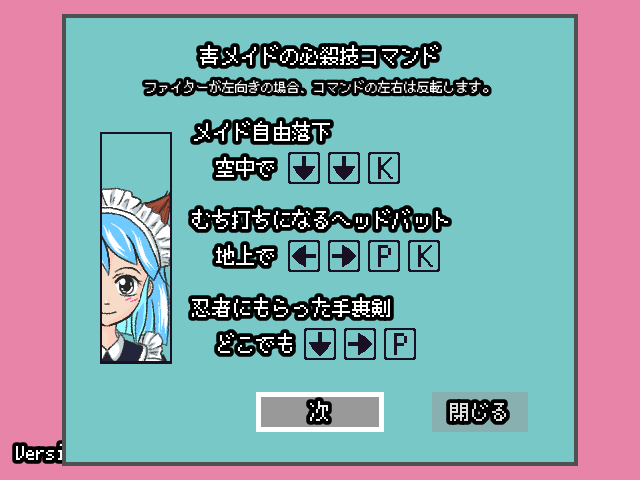 青メイドの必殺技コマンド
ファイターが左向きの場合、コマンドの左右は反転します。
メイド自由落下
空中で ↓ ↓ K
むち打ちになるヘッドバット
地上で ← → P K
忍者にもらった手裏剣
どこでも ↓ → P
次 閉じる
Versi